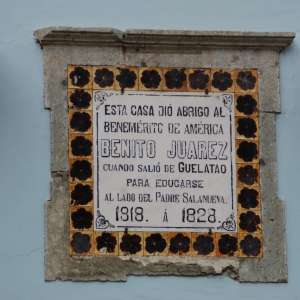 ESTA CASA DIÓ ABRIGO AL
BENEMÉRITO DE AMÉRICA
BENITO JUAREZ
CUANDO SALIÓ DE GUELATAO
PARA EDUCARSE
AL LADO DEL PADRE SALANUEVA.
1818. Á 1828.